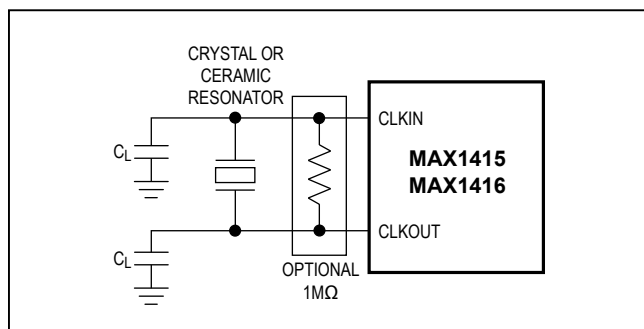 CRYSTAL OR
CERAMIC
RESONATOR
CLKIN
CL
MAX1415
MAX1416
CL
CLKOUT
OPTIONAL
1MΩ